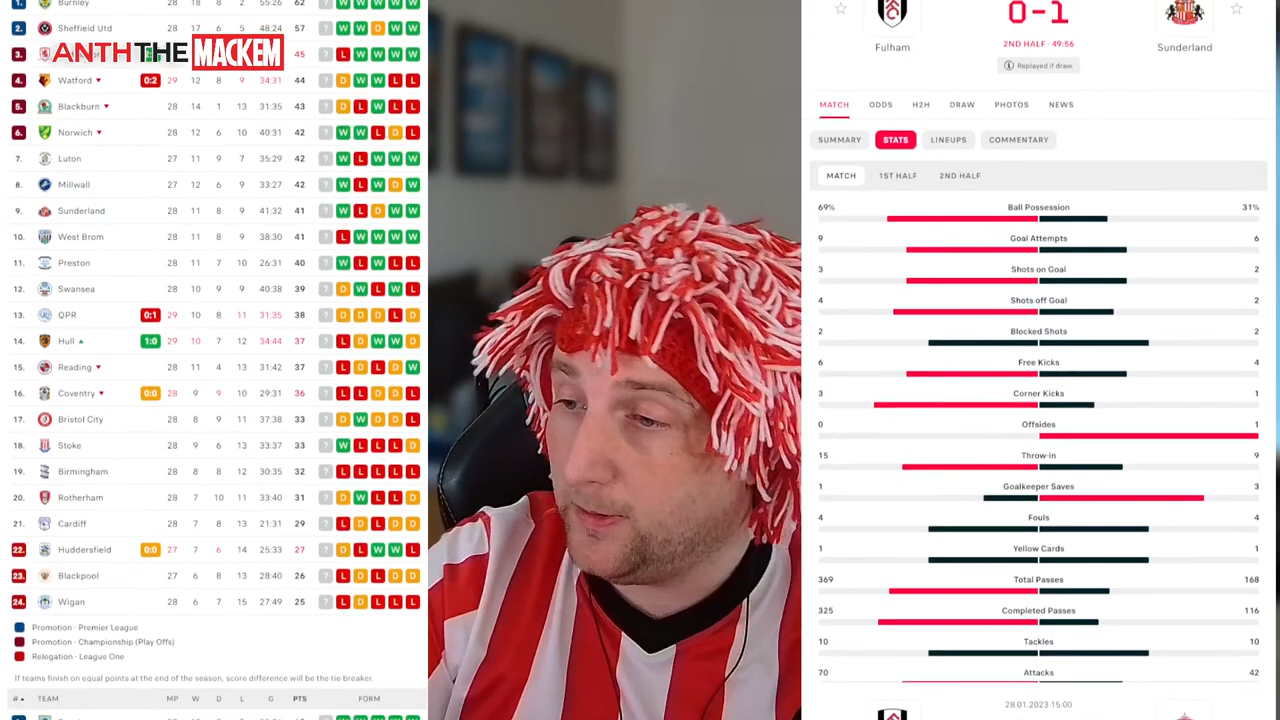 1. Burnley 28 18 8 2 55:26 62 ? W W W W W
2. Sheffield Utd 28 17 6 5 48:24 57 ? W W D W W
ANTHTHE MACKEM
3. 45 L W W W W
4. Watford 0:2 29 12 8 9 34:31 44 ? D W W L L
5. Blackburn 28 14 1 13 31:35 43 ? D L W L L
6. Norwich 28 12 6 10 40:31 42 ? W W L D L
7. Luton 27 11 9 7 35:29 42 ? W L W W W
8. Millwall 27 12 6 9 33:27 42 ? W L W D W
9. Sunderland 28 11 8 9 41:32 41 ? W L D W W
10. West Brom 28 11 8 9 38:30 41 ? L W W W W
11. Preston 28 11 7 10 26:31 40 ? W L W L L
12. Swansea 28 10 9 9 40:38 39 ? D W L W L
13. QPR 0:1 29 10 8 11 31:35 38 ? D D D L D
14. Hull 1:0 29 10 7 12 34:44 37 ? L D W W D
15. Reading 28 11 4 13 31:42 37 ? L D L D W
16. Coventry 0:0 28 9 9 10 29:31 36 ? L L D L D
17. Bristol City 28 8 9 11 37:38 33 ? D W D D L
18. Stoke 28 9 6 13 33:37 33 ? W L L L D
19. Birmingham 28 8 8 12 30:35 32 ? L L L L L
20. Rotherham 28 7 10 11 33:40 31 ? D W L L D
21. Cardiff 28 7 8 13 21:31 29 ? L D L D D
22. Huddersfield 0:0 27 7 6 14 25:33 27 ? D L W W L
23. Blackpool 27 6 8 13 28:40 26 ? L D L D D
24. Wigan 28 6 7 15 27:49 25 ? L D L L L
Promotion - Premier League
Promotion - Championship (Play Offs)
Relegation - League One
If teams finish on equal points at the end of the season, score difference will be the tie breaker.
# TEAM MP W D L G PTS FORM
0-1
Fulham
2ND HALF - 49:56
Sunderland
Replayed if draw.
MATCH ODDS H2H DRAW PHOTOS NEWS
SUMMARY STATS LINEUPS COMMENTARY
MATCH 1ST HALF 2ND HALF
69% Ball Possession 31%
9 Goal Attempts 6
3 Shots on Goal 2
4 Shots off Goal 2
2 Blocked Shots 2
6 Free Kicks 4
3 Corner Kicks 1
0 Offsides 1
15 Throw-in 9
1 Goalkeeper Saves 3
4 Fouls 4
1 Yellow Cards 1
369 Total Passes 168
325 Completed Passes 116
10 Tackles 10
70 Attacks 42
28.01.2023 15:00